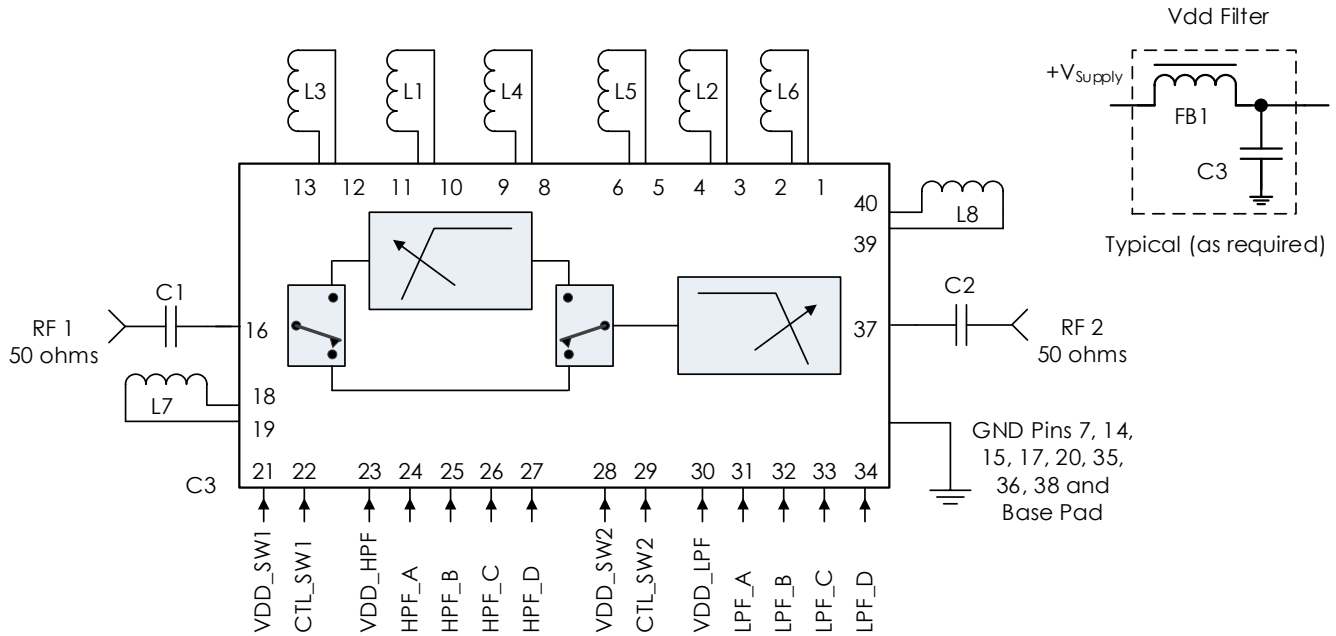 Vdd Filter
+VSupply
FB1
C3
Typical (as required)
L3
L1
L4
L5
L2
L6
13
12
11
10
9
8
6
5
4
3
2
1
40
39
L8
C1
RF 1
50 ohms
16
37
C2
RF 2
50 ohms
L7
18
19
GND Pins 7, 14,
15, 17, 20, 35,
36, 38 and
Base Pad
C3
21
22
23
24
25
26
27
28
29
30
31
32
33
34
VDD_SW1
CTL_SW1
VDD_HPF
HPF_A
HPF_B
HPF_C
HPF_D
VDD_SW2
CTL_SW2
VDD_LPF
LPF_A
LPF_B
LPF_C
LPF_D